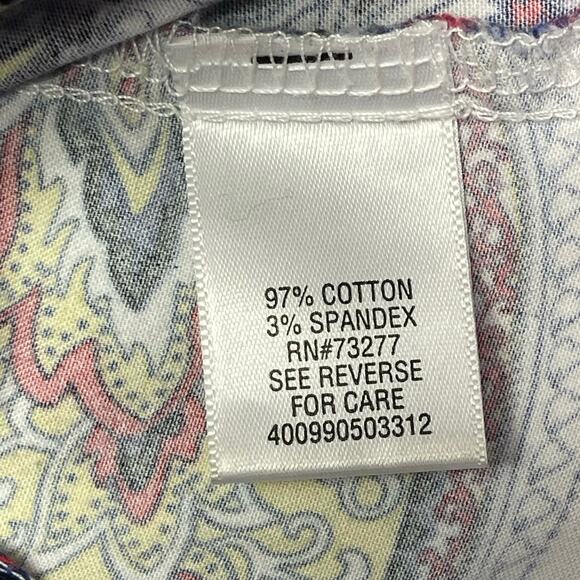 97% COTTON
3% SPANDEX
RN#73277
SEE REVERSE
FOR CARE
400990503312